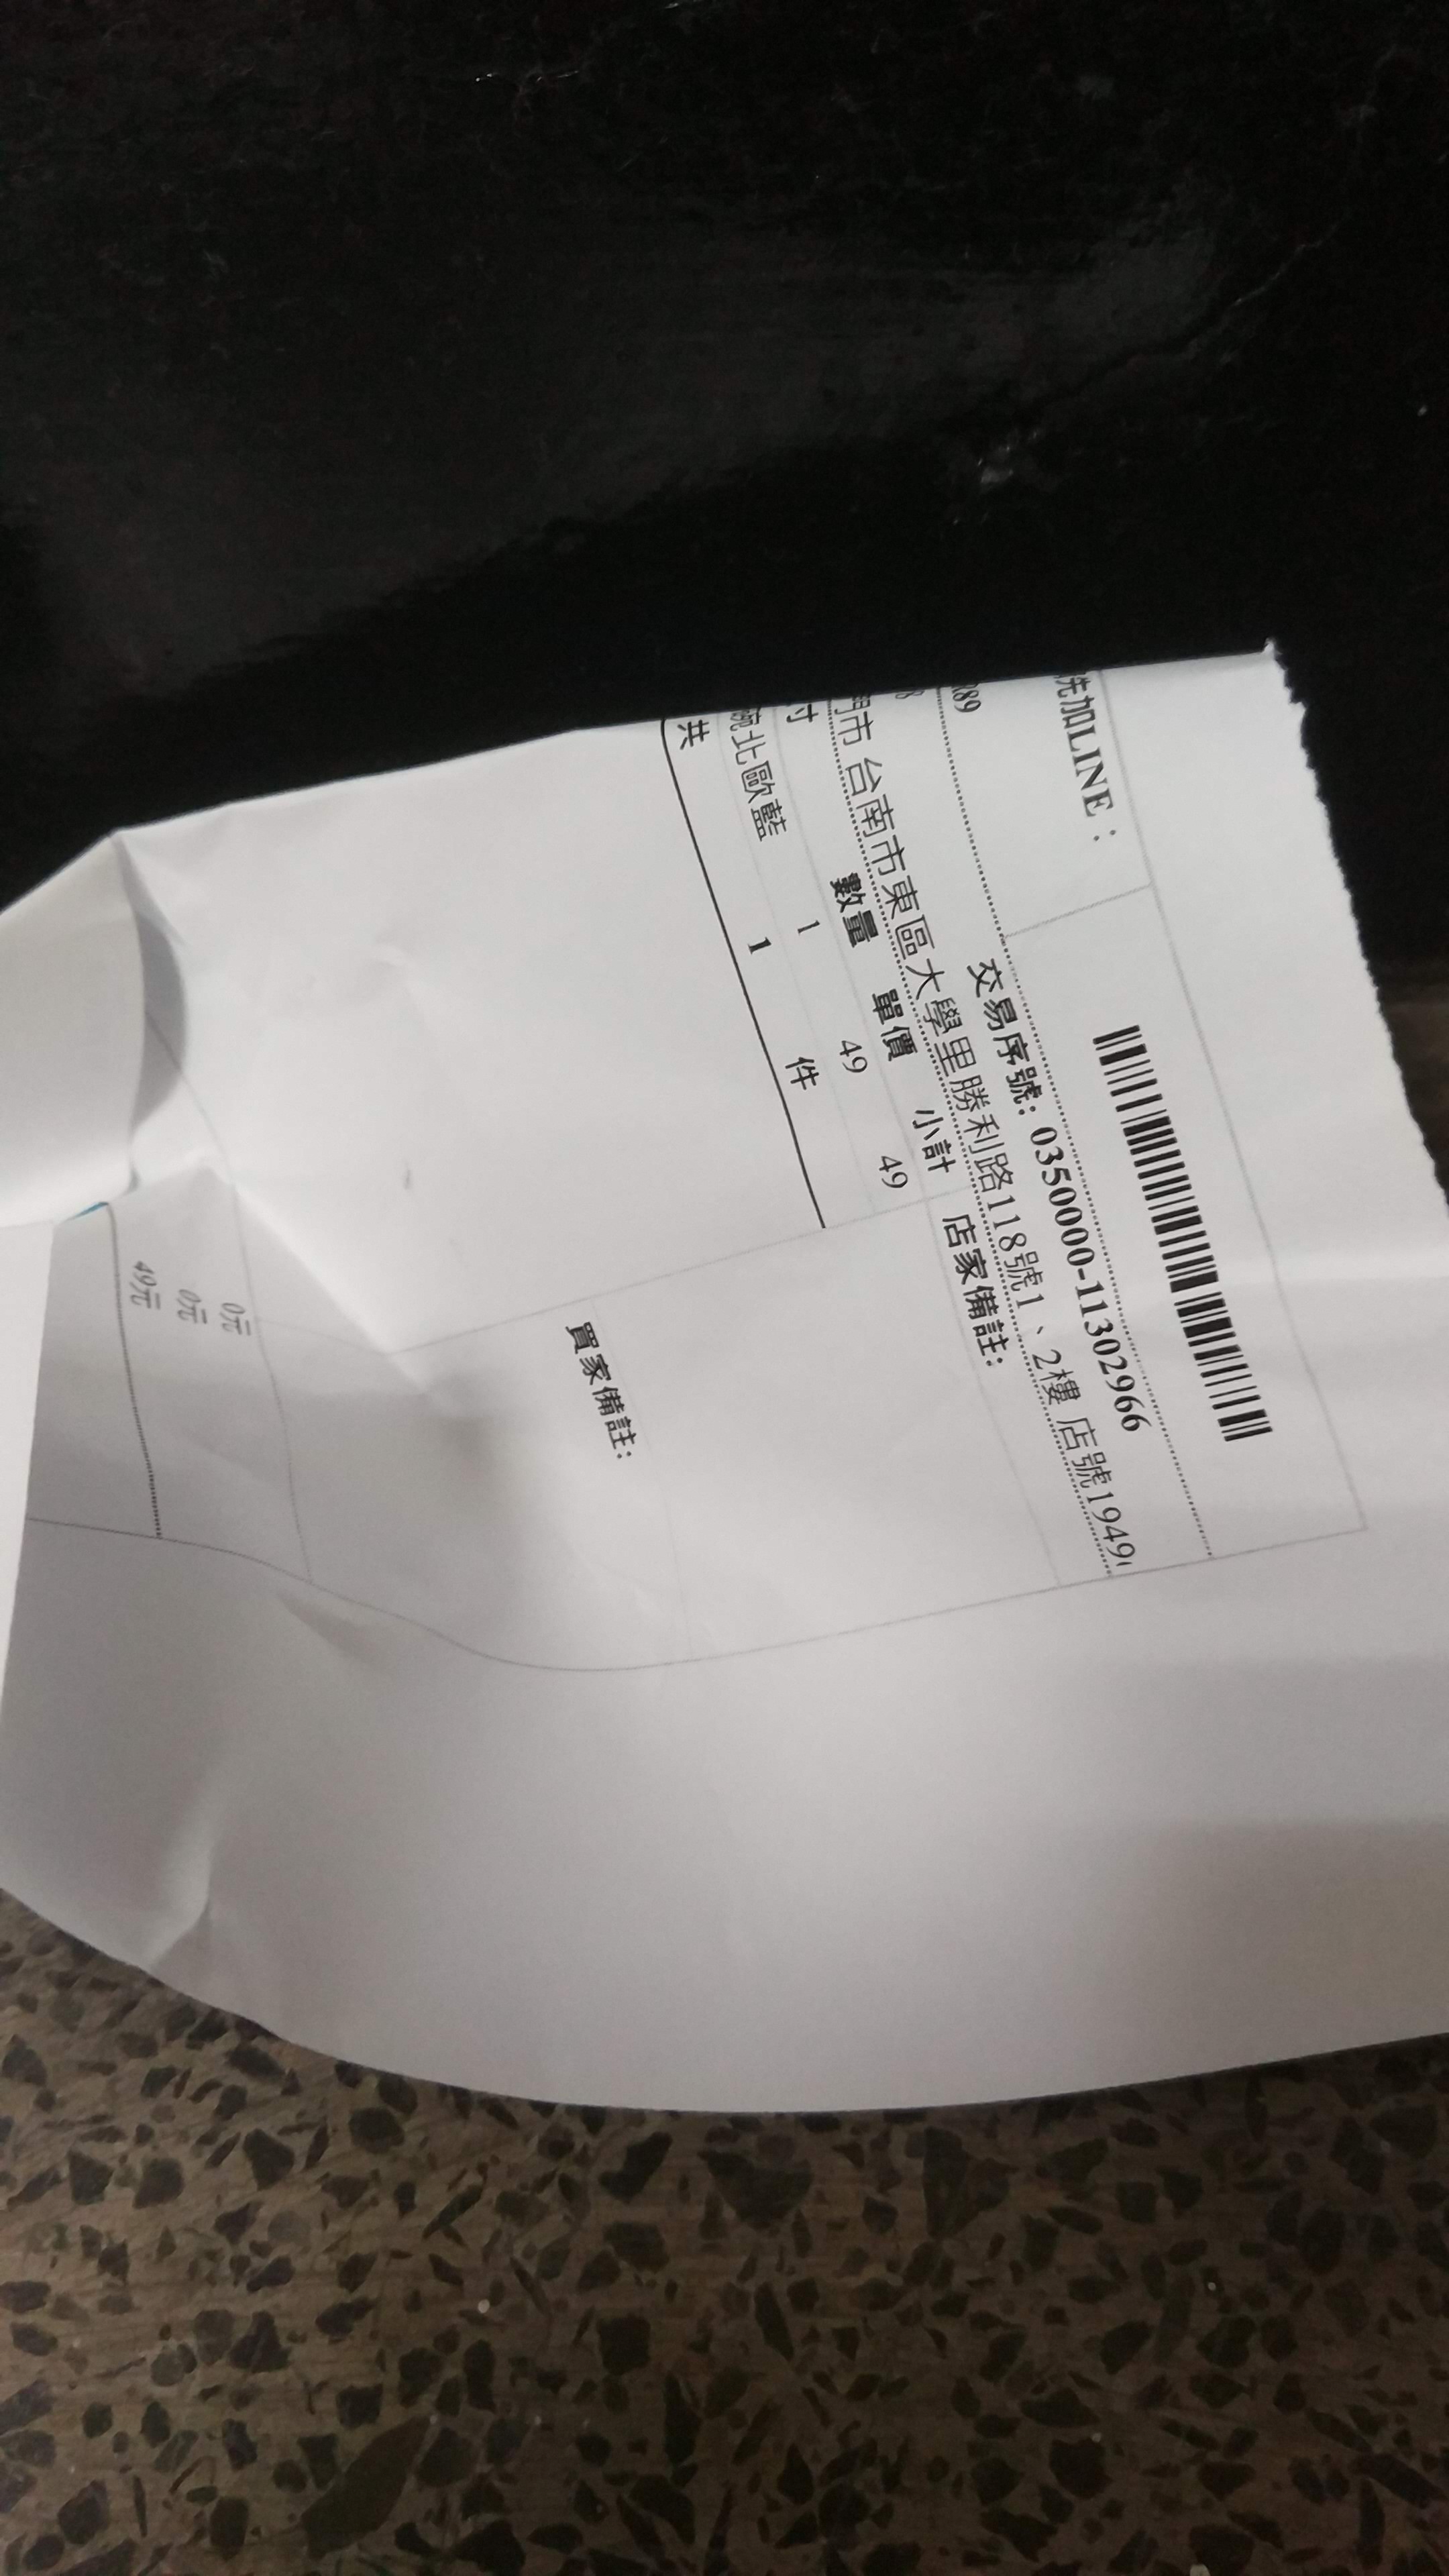 先加LINE：
交易序號: 0350000-11302966
門市 台南市東區大學里勝利路118號1、2樓 店號1949
寸 數量 單價 小計 店家備註:
碗北歐藍 1 49 49
共 1 件
買家備註:
0元
0元
49元